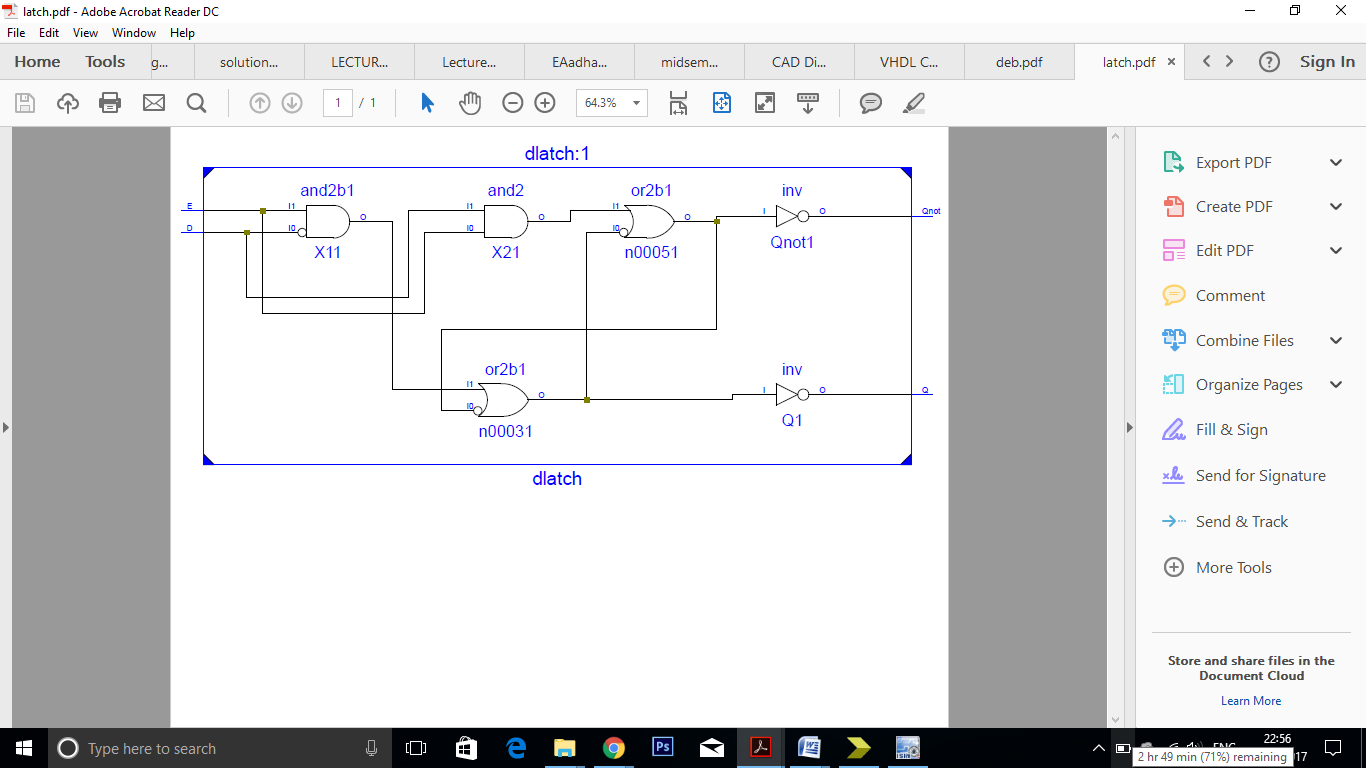 latch.pdf - Adobe Acrobat Reader DC
File Edit View Window Help
Home Tools g... solution... LECTUR... Lecture... EAadha... midsem... CAD Di... VHDL C... deb.pdf latch.pdf × ? Sign In
1 / 1 64.3%
dlatch:1
and2b1 and2 or2b1 inv
E I1 O I1 O I1 O I O Qnot
D I0 I0 I0
X11 X21 n00051 Qnot1
or2b1 inv
I1 O I O Q
I0
n00031 Q1
dlatch
Export PDF
Create PDF
Edit PDF
Comment
Combine Files
Organize Pages
Fill & Sign
Send for Signature
Send & Track
More Tools
Store and share files in the
Document Cloud
Learn More
Type here to search
Ps
22:56
2 hr 49 min (71%) remaining